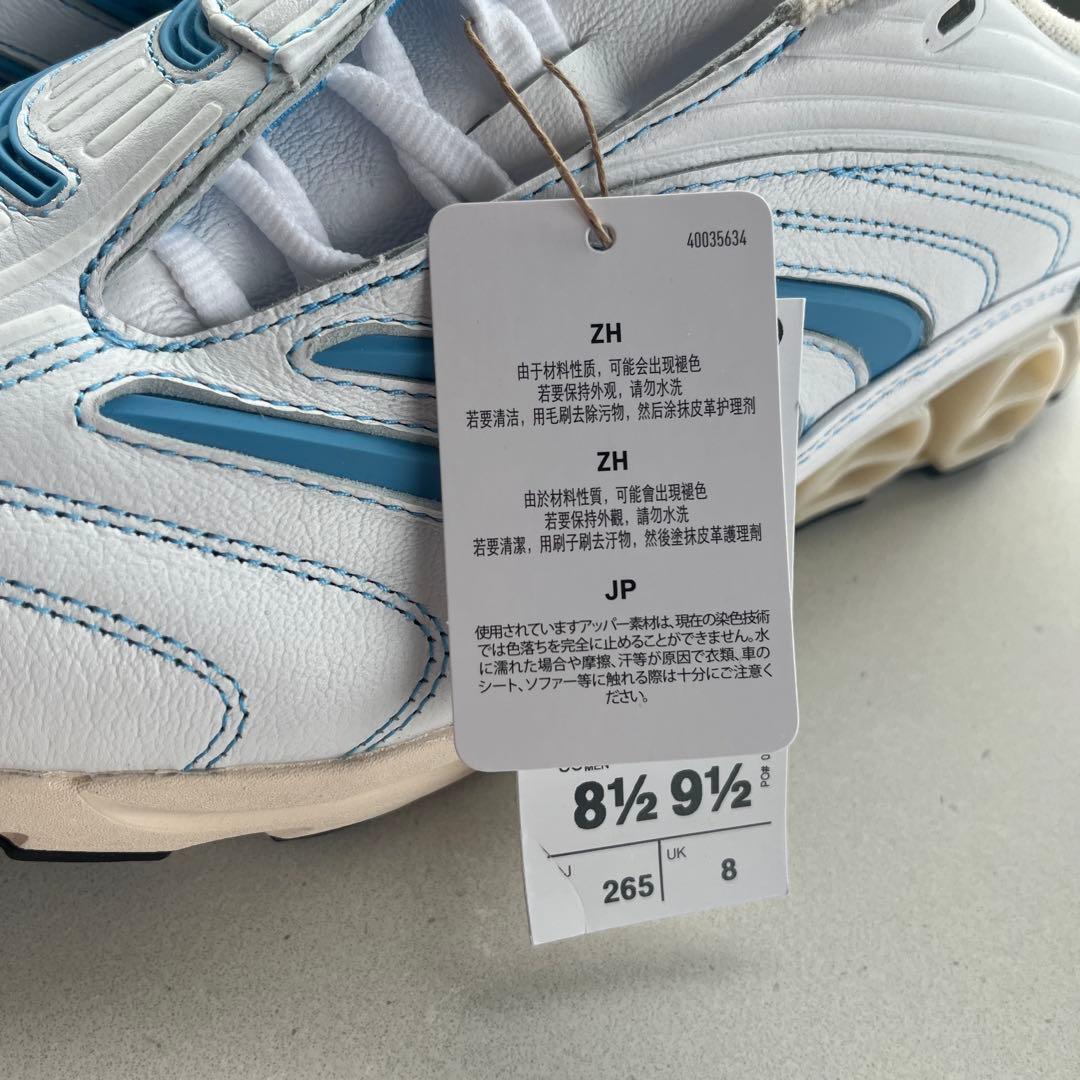 40035634
ZH
由于材料性质，可能会出现褪色
若要保持外观，请勿水洗
若要清洁，用毛刷去除污物，然后涂抹皮革护理剂
ZH
由於材料性質，可能會出現褪色
若要保持外觀，請勿水洗
若要清潔，用刷子刷去汙物，然後塗抹皮革護理劑
JP
使用されていますアッパー素材は、現在の染色技術
では色落ちを完全に止めることができません。水
に濡れた場合や摩擦、汗等が原因で衣類、車の
シート、ソファー等に触れる際は十分にご注意く
ださい。
MEN
8½ 9½
PO#
265
UK
8